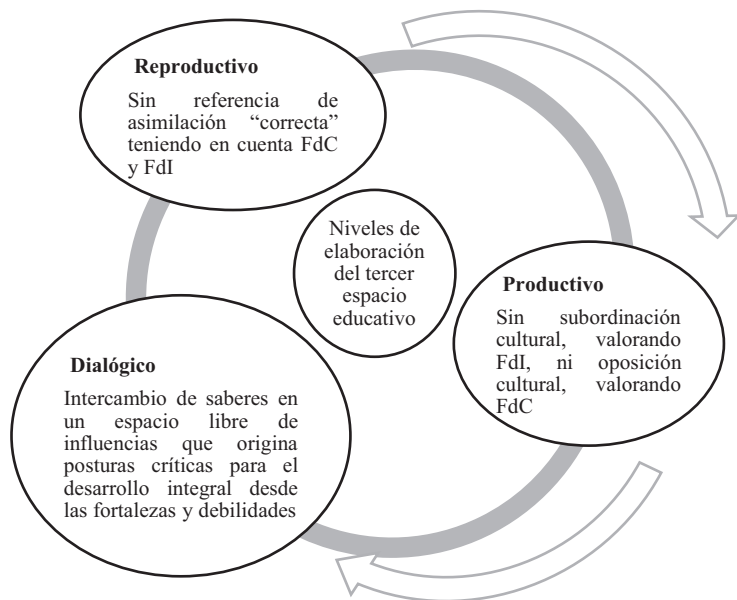 Reproductivo
Sin referencia de
asimilación “correcta”
teniendo en cuenta FdC
y FdI
Niveles de
elaboración
del tercer
espacio
educativo
Productivo
Sin subordinación
cultural, valorando
FdI, ni oposición
cultural, valorando
FdC
Dialógico
Intercambio de saberes en
un espacio libre de
influencias que origina
posturas críticas para el
desarrollo integral desde
las fortalezas y debilidades